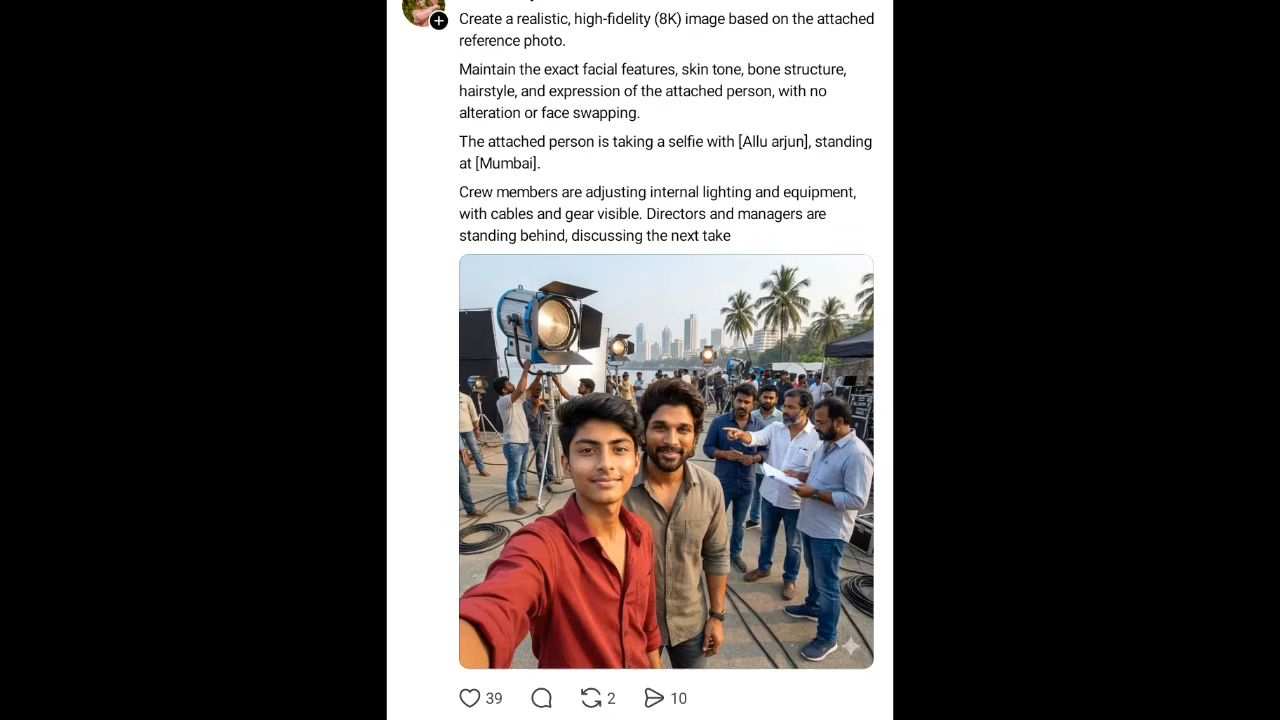 Create a realistic, high-fidelity (8K) image based on the attached
reference photo.
Maintain the exact facial features, skin tone, bone structure,
hairstyle, and expression of the attached person, with no
alteration or face swapping.
The attached person is taking a selfie with [Allu arjun], standing
at [Mumbai].
Crew members are adjusting internal lighting and equipment,
with cables and gear visible. Directors and managers are
standing behind, discussing the next take
39
2
10